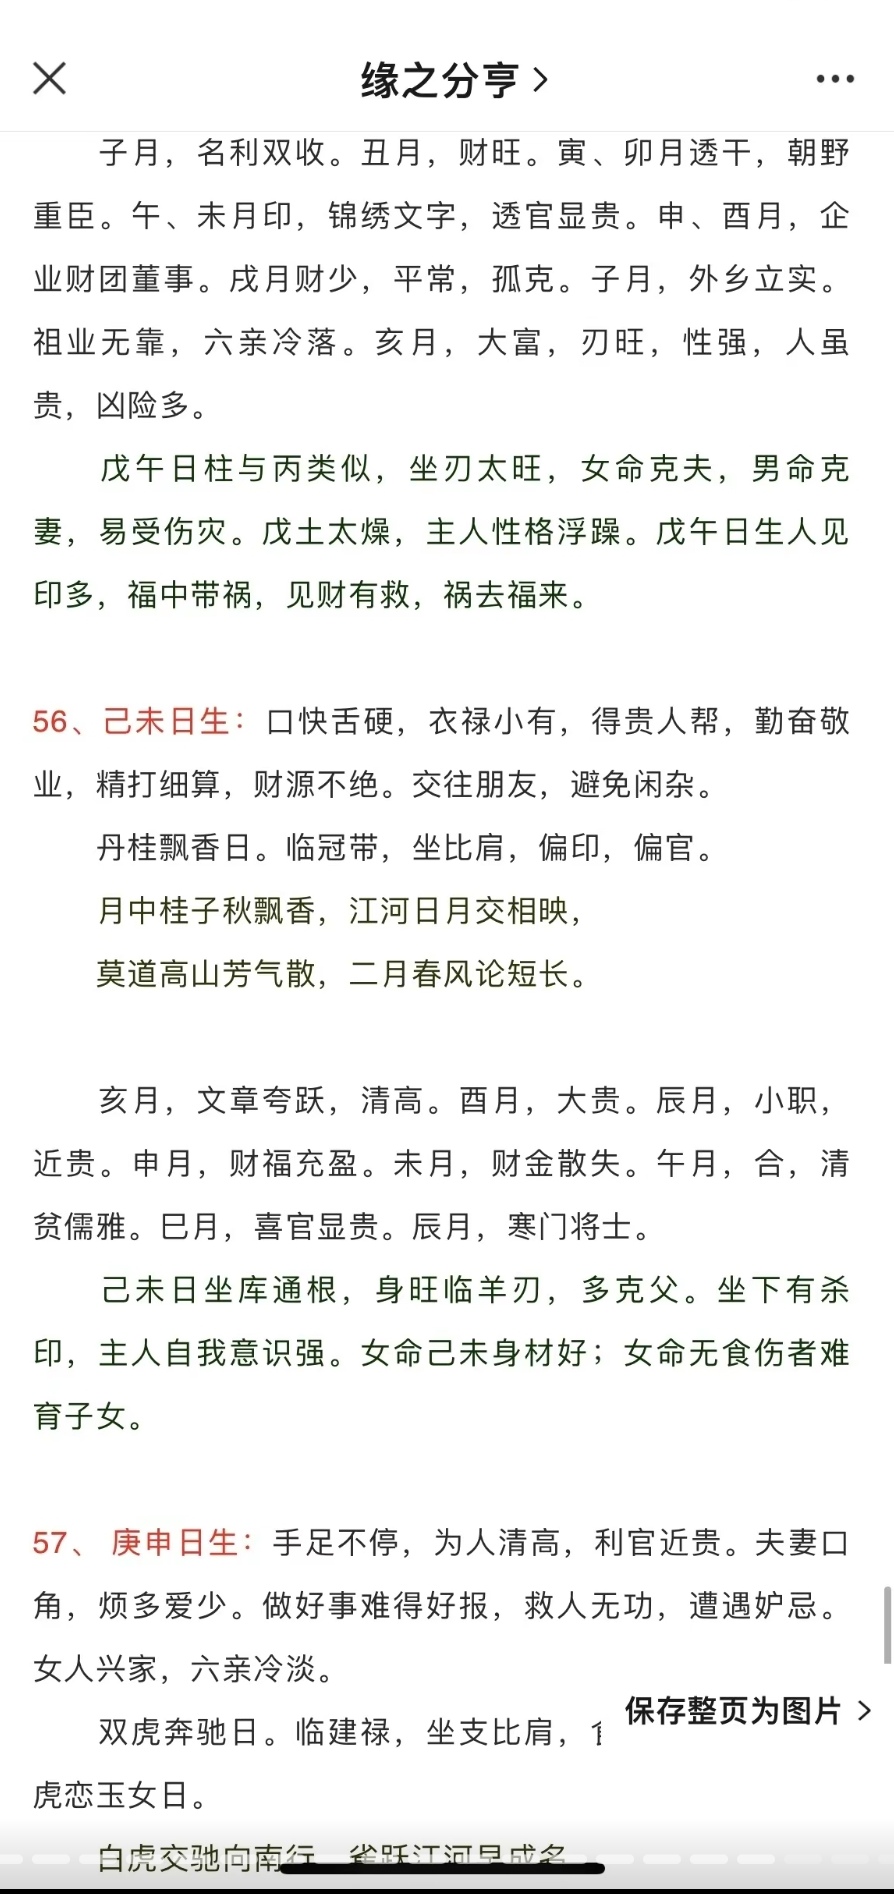 缘之分亨
子月，名利双收。丑月，财旺。寅、卯月透干，朝野
重臣。午、未月印，锦绣文字，透官显贵。申、酉月，企
业财团董事。戌月财少，平常，孤克。子月，外乡立实。
祖业无靠，六亲冷落。亥月，大富，刃旺，性强，人虽
贵，凶险多。
戊午日柱与丙类似，坐刃太旺，女命克夫，男命克
妻，易受伤灾。戊土太燥，主人性格浮躁。戊午日生人见
印多，福中带祸，见财有救，祸去福来。
56、己未日生：口快舌硬，衣禄小有，得贵人帮，勤奋敬
业，精打细算，财源不绝。交往朋友，避免闲杂。
丹桂飘香日。临冠带，坐比肩，偏印，偏官。
月中桂子秋飘香，江河日月交相映，
莫道高山芳气散，二月春风论短长。
亥月，文章夸跃，清高。酉月，大贵。辰月，小职，
近贵。申月，财福充盈。未月，财金散失。午月，合，清
贫儒雅。巳月，喜官显贵。辰月，寒门将士。
己未日坐库通根，身旺临羊刃，多克父。坐下有杀
印，主人自我意识强。女命己未身材好；女命无食伤者难
育子女。
57、 庚申日生：手足不停，为人清高，利官近贵。夫妻口
角，烦多爱少。做好事难得好报，救人无功，遭遇妒忌。
女人兴家，六亲冷淡。
双虎奔驰日。临建禄，坐支比肩，
保存整页为图片
虎恋玉女日。
白虎交驰向南行 雀跃江河早成名